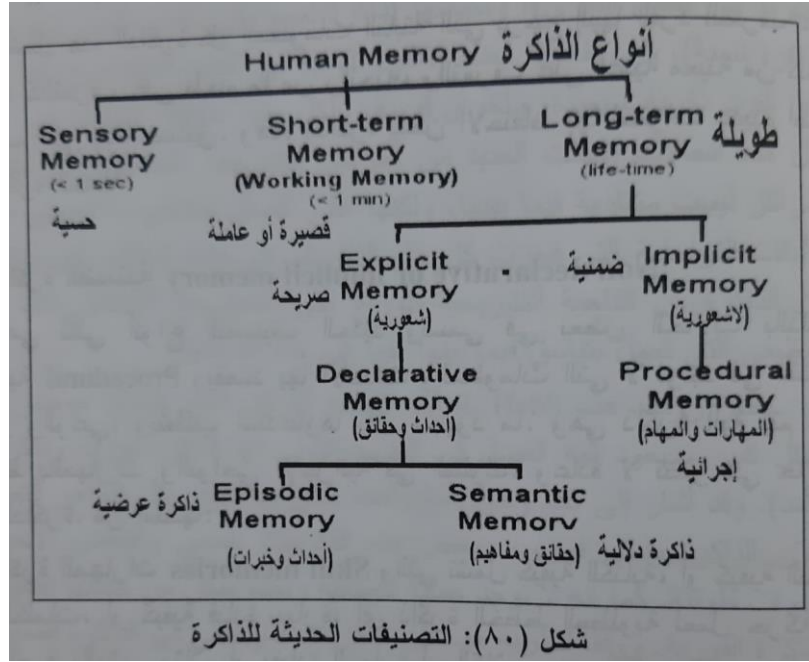 Human Memory أنواع الذاكرة
Sensory
Memory
(< 1 sec)
حسية
Short-term
Memory
(Working Memory)
(< 1 min)
قصيرة أو عاملة
Long-term
Memory
(life-time)
طويلة
Explicit
Memory
صريحة
(شعورية)
Implicit
Memory
ضمنية
(لاشعورية)
Declarative
Memory
(احداث وحقائق)
Procedural
Memory
(المهارات والمهام)
إجرائية
Episodic
Memory
ذاكرة عرضية
(أحداث وخبرات)
Semantic
Memorv
(حقائق ومفاهيم)
ذاكرة دلالية
شكل (٨٠): التصنيفات الحديثة للذاكرة